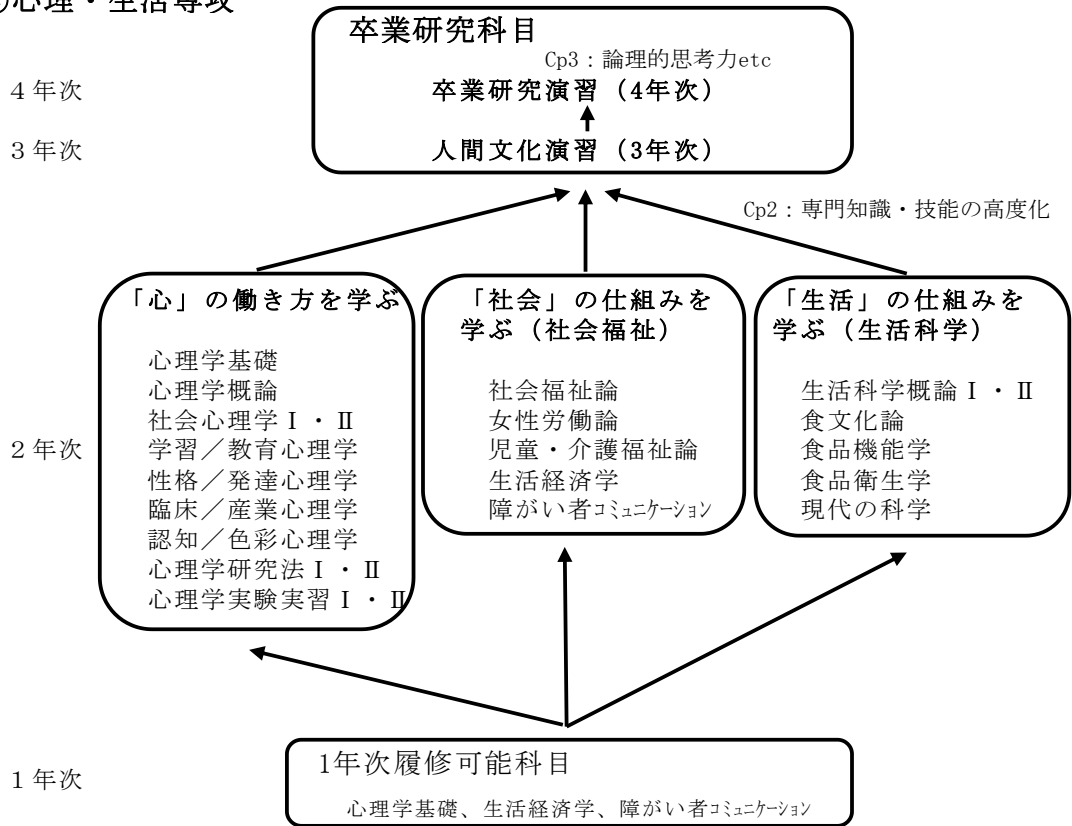 心理・生活専攻
卒業研究科目
Cp3：論理的思考力etc
4年次
卒業研究演習（4年次）
3年次
人間文化演習（3年次）
Cp2：専門知識・技能の高度化
「心」の働き方を学ぶ
心理学基礎
心理学概論
社会心理学Ⅰ・Ⅱ
学習／教育心理学
性格／発達心理学
臨床／産業心理学
認知／色彩心理学
心理学研究法Ⅰ・Ⅱ
心理学実験実習Ⅰ・Ⅱ
「社会」の仕組みを
学ぶ（社会福祉）
社会福祉論
女性労働論
児童・介護福祉論
生活経済学
障がい者コミュニケーション
「生活」の仕組みを
学ぶ（生活科学）
生活科学概論Ⅰ・Ⅱ
食文化論
食品機能学
食品衛生学
現代の科学
2年次
1年次
1年次履修可能科目
心理学基礎、生活経済学、障がい者コミュニケーション